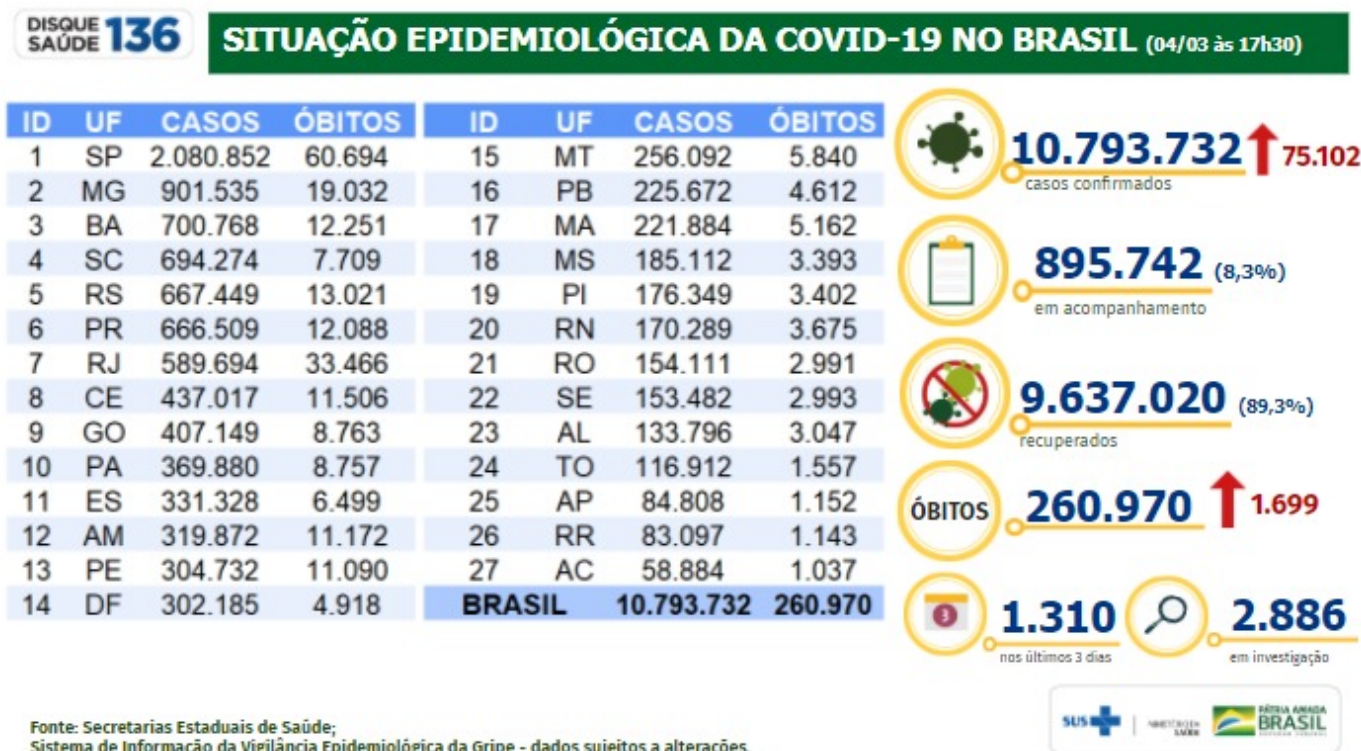 DISQUE
SAÚDE 136
SITUAÇÃO EPIDEMIOLÓGICA DA COVID-19 NO BRASIL (04/03 às 17h30)
ID UF CASOS ÓBITOS ID UF CASOS ÓBITOS
1 SP 2.080.852 60.694 15 MT 256.092 5.840
2 MG 901.535 19.032 16 PB 225.672 4.612
3 BA 700.768 12.251 17 MA 221.884 5.162
4 SC 694.274 7.709 18 MS 185.112 3.393
5 RS 667.449 13.021 19 PI 176.349 3.402
6 PR 666.509 12.088 20 RN 170.289 3.675
7 RJ 589.694 33.466 21 RO 154.111 2.991
8 CE 437.017 11.506 22 SE 153.482 2.993
9 GO 407.149 8.763 23 AL 133.796 3.047
10 PA 369.880 8.757 24 TO 116.912 1.557
11 ES 331.328 6.499 25 AP 84.808 1.152
12 AM 319.872 11.172 26 RR 83.097 1.143
13 PE 304.732 11.090 27 AC 58.884 1.037
14 DF 302.185 4.918 BRASIL 10.793.732 260.970
10.793.732 75.102
casos confirmados
895.742 (8,3%)
em acompanhamento
9.637.020 (89,3%)
recuperados
ÓBITOS 260.970 1.699
3 1.310 2.886
nos últimos 3 dias em investigação
Fonte: Secretarias Estaduais de Saúde;
Sistema de Informação da Vigilância Epidemiológica da Gripe - dados sujeitos a alterações.
SUS
PÁTRIA AMADA
BRASIL